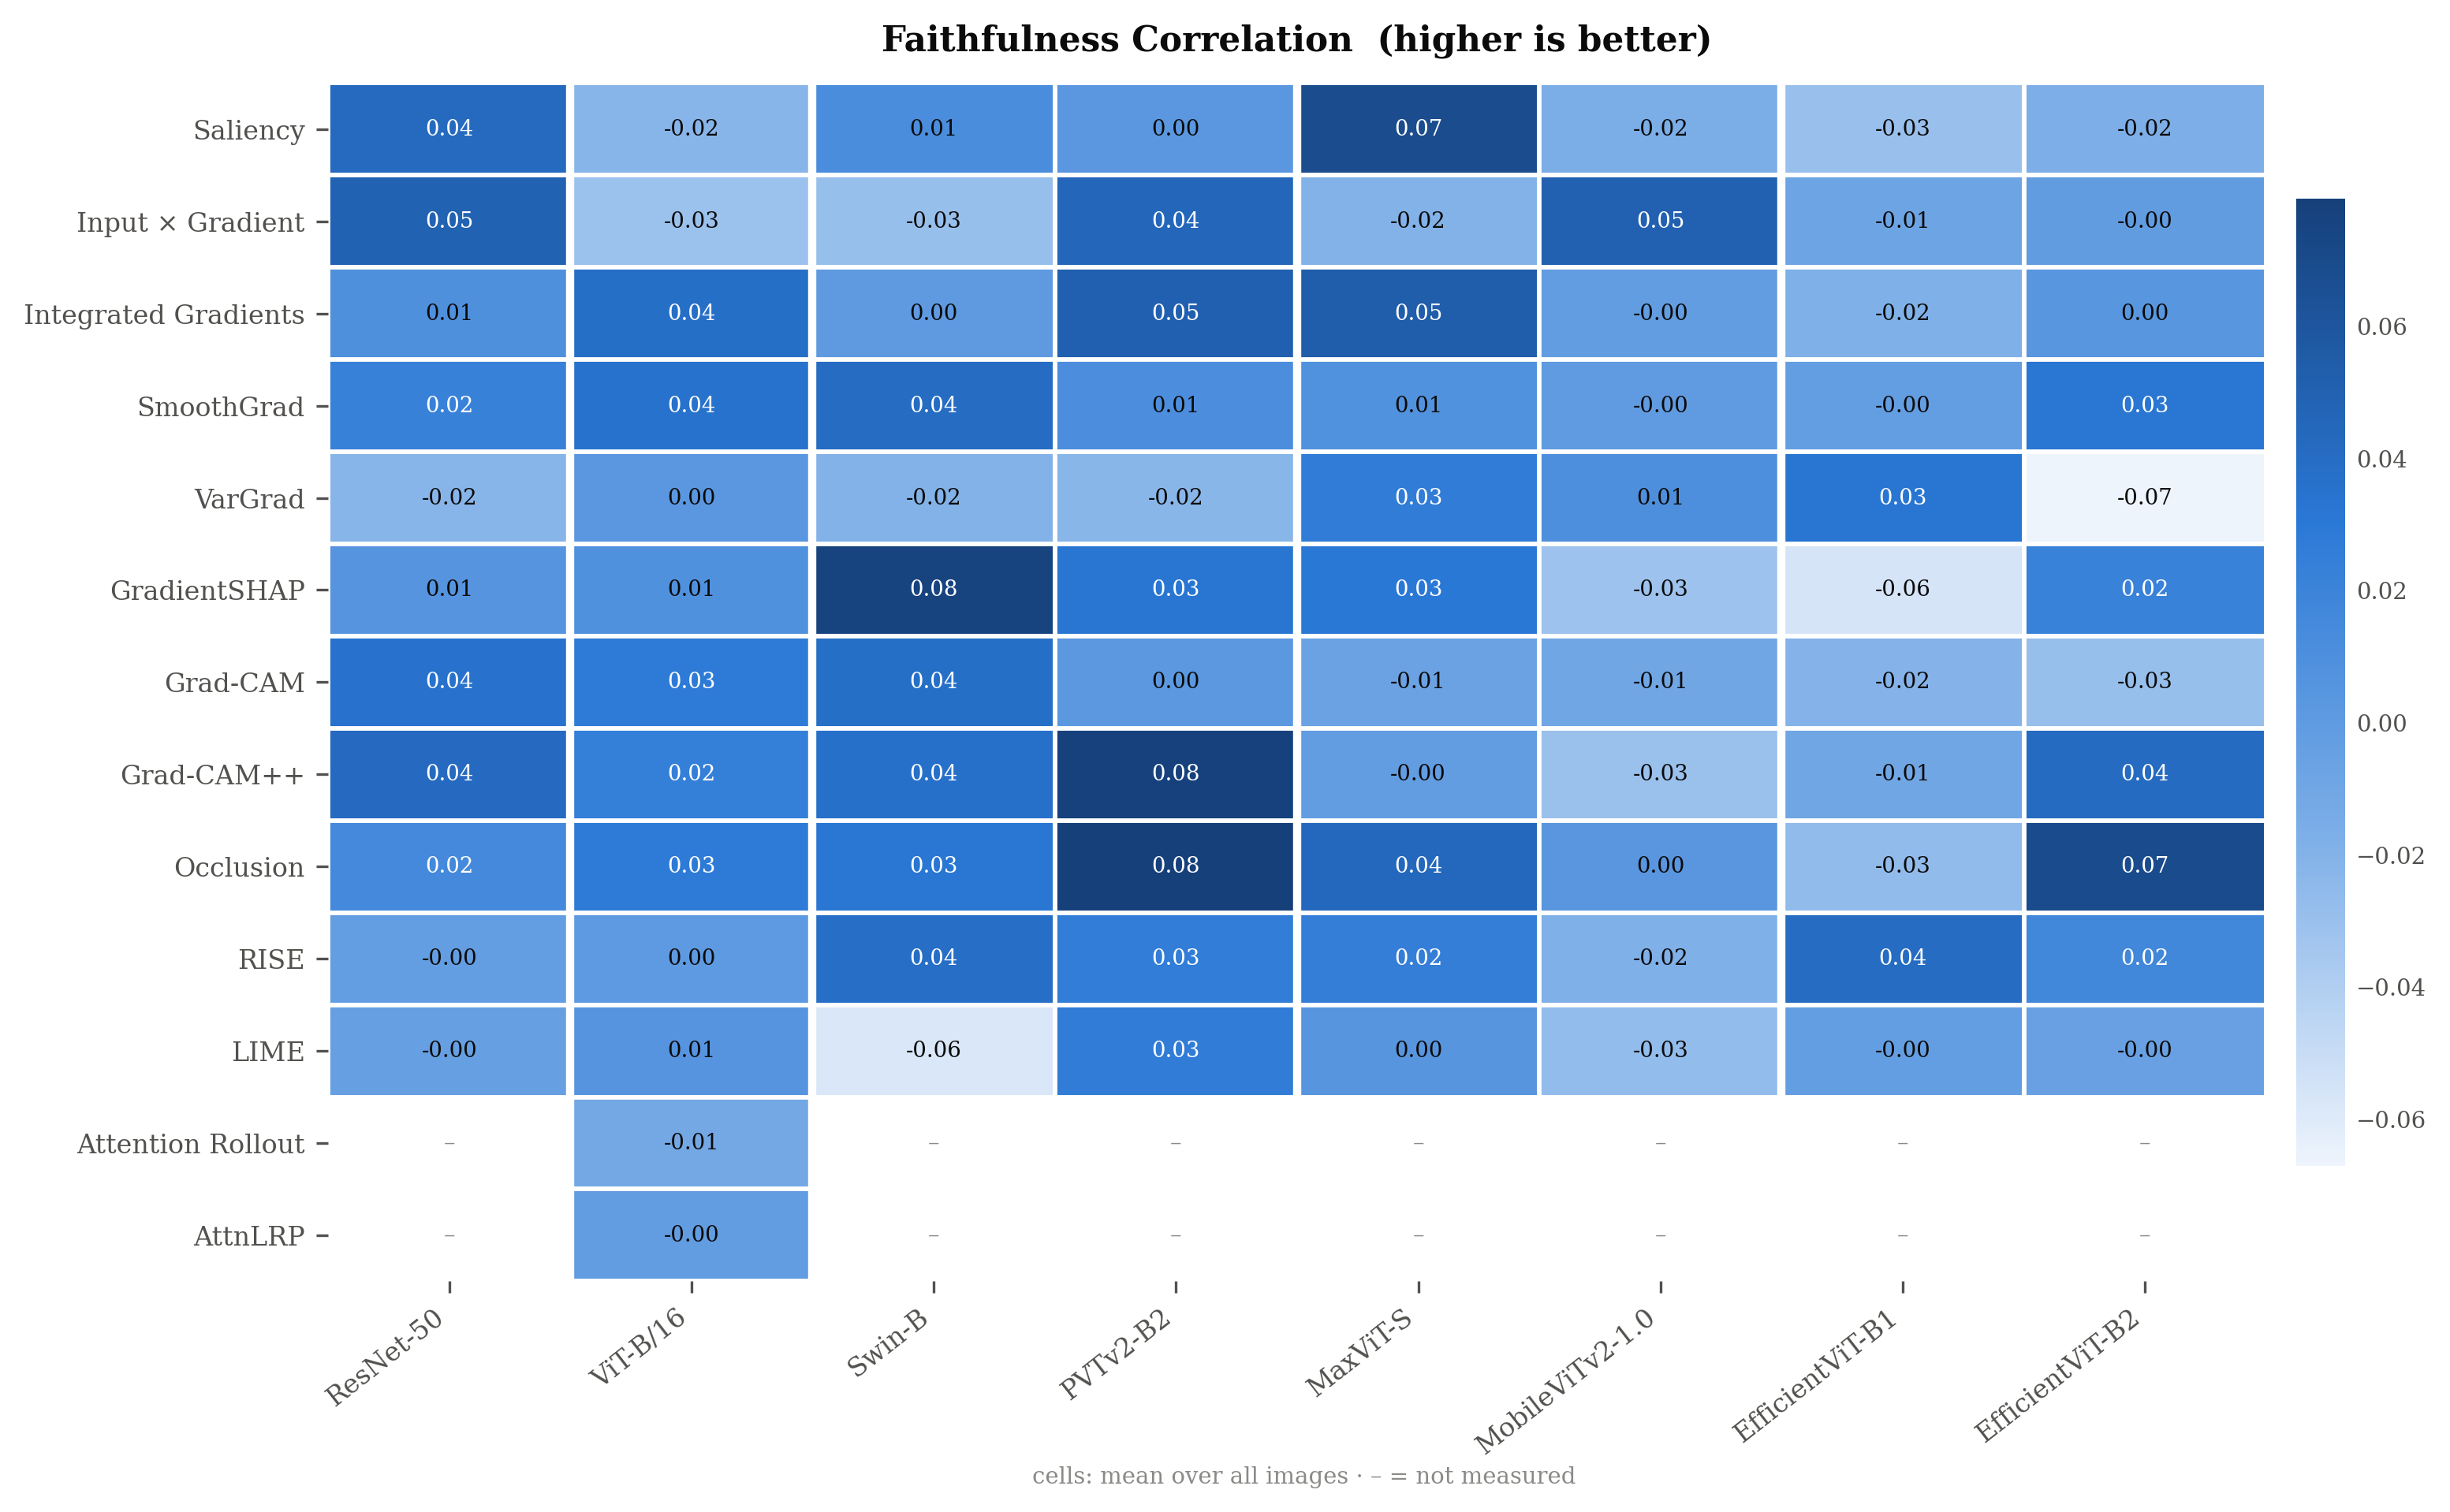 Faithfulness Correlation (higher is better)
Saliency 0.04 -0.02 0.01 0.00 0.07 -0.02 -0.03 -0.02
Input × Gradient 0.05 -0.03 -0.03 0.04 -0.02 0.05 -0.01 -0.00
Integrated Gradients 0.01 0.04 0.00 0.05 0.05 -0.00 -0.02 0.00
SmoothGrad 0.02 0.04 0.04 0.01 0.01 -0.00 -0.00 0.03
VarGrad -0.02 0.00 -0.02 -0.02 0.03 0.01 0.03 -0.07
GradientSHAP 0.01 0.01 0.08 0.03 0.03 -0.03 -0.06 0.02
Grad-CAM 0.04 0.03 0.04 0.00 -0.01 -0.01 -0.02 -0.03
Grad-CAM++ 0.04 0.02 0.04 0.08 -0.00 -0.03 -0.01 0.04
Occlusion 0.02 0.03 0.03 0.08 0.04 0.00 -0.03 0.07
RISE -0.00 0.00 0.04 0.03 0.02 -0.02 0.04 0.02
LIME -0.00 0.01 -0.06 0.03 0.00 -0.03 -0.00 -0.00
Attention Rollout – -0.01 – – – – – –
AttnLRP – -0.00 – – – – – –
ResNet-50 ViT-B/16 Swin-B PVTv2-B2 MaxViT-S MobileViTv2-1.0 EfficientViT-B1 EfficientViT-B2
0.06
0.04
0.02
0.00
−0.02
−0.04
−0.06
cells: mean over all images · – = not measured